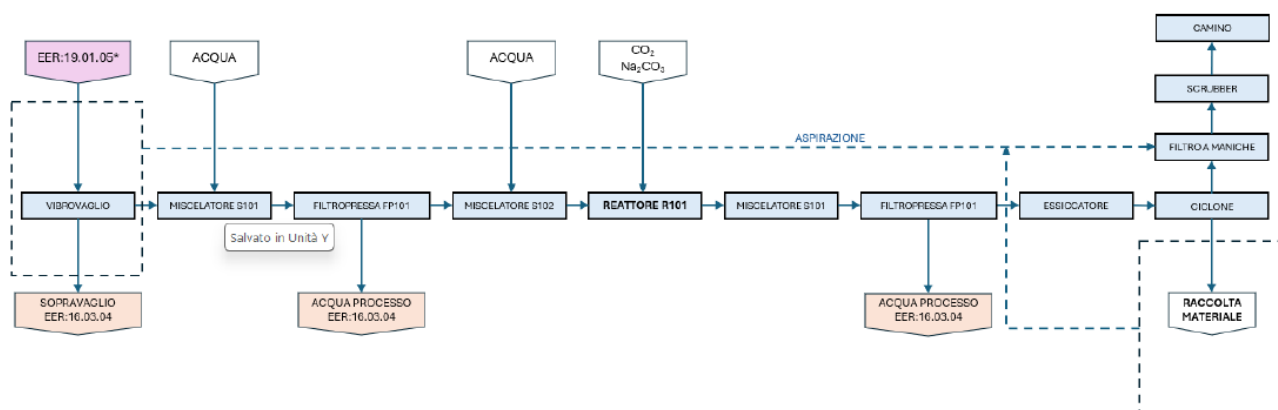 CAMINO
EER:19.01.05*
ACQUA
ACQUA
CO₂
Na₂CO₃
SCRUBBER
ASPIRAZIONE
FILTRO A MANICHE
VIBROVAGLIO
MISCELATORE S101
FILTROPRESSA FP101
MISCELATORE S102
REATTORE R101
MISCELATORE S101
FILTROPRESSA FP101
ESSICCATORE
CICLONE
Salvato in Unità Y
SOPRAVAGLIO
EER:16.03.04
ACQUA PROCESSO
EER:16.03.04
ACQUA PROCESSO
EER:16.03.04
RACCOLTA
MATERIALE